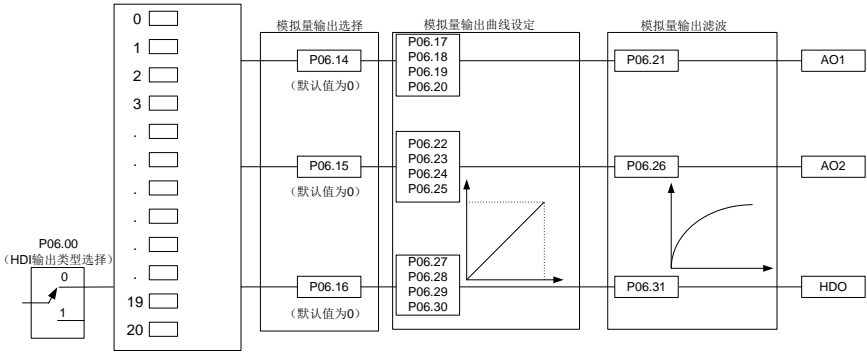 0
1
2
3
.
.
.
.
.
.
19
20
P06.00
（HDI输出类型选择）
0
1
模拟量输出选择
P06.14
（默认值为0）
P06.15
（默认值为0）
P06.16
（默认值为0）
模拟量输出曲线设定
P06.17
P06.18
P06.19
P06.20
P06.22
P06.23
P06.24
P06.25
P06.27
P06.28
P06.29
P06.30
模拟量输出滤波
P06.21
P06.26
P06.31
AO1
AO2
HDO